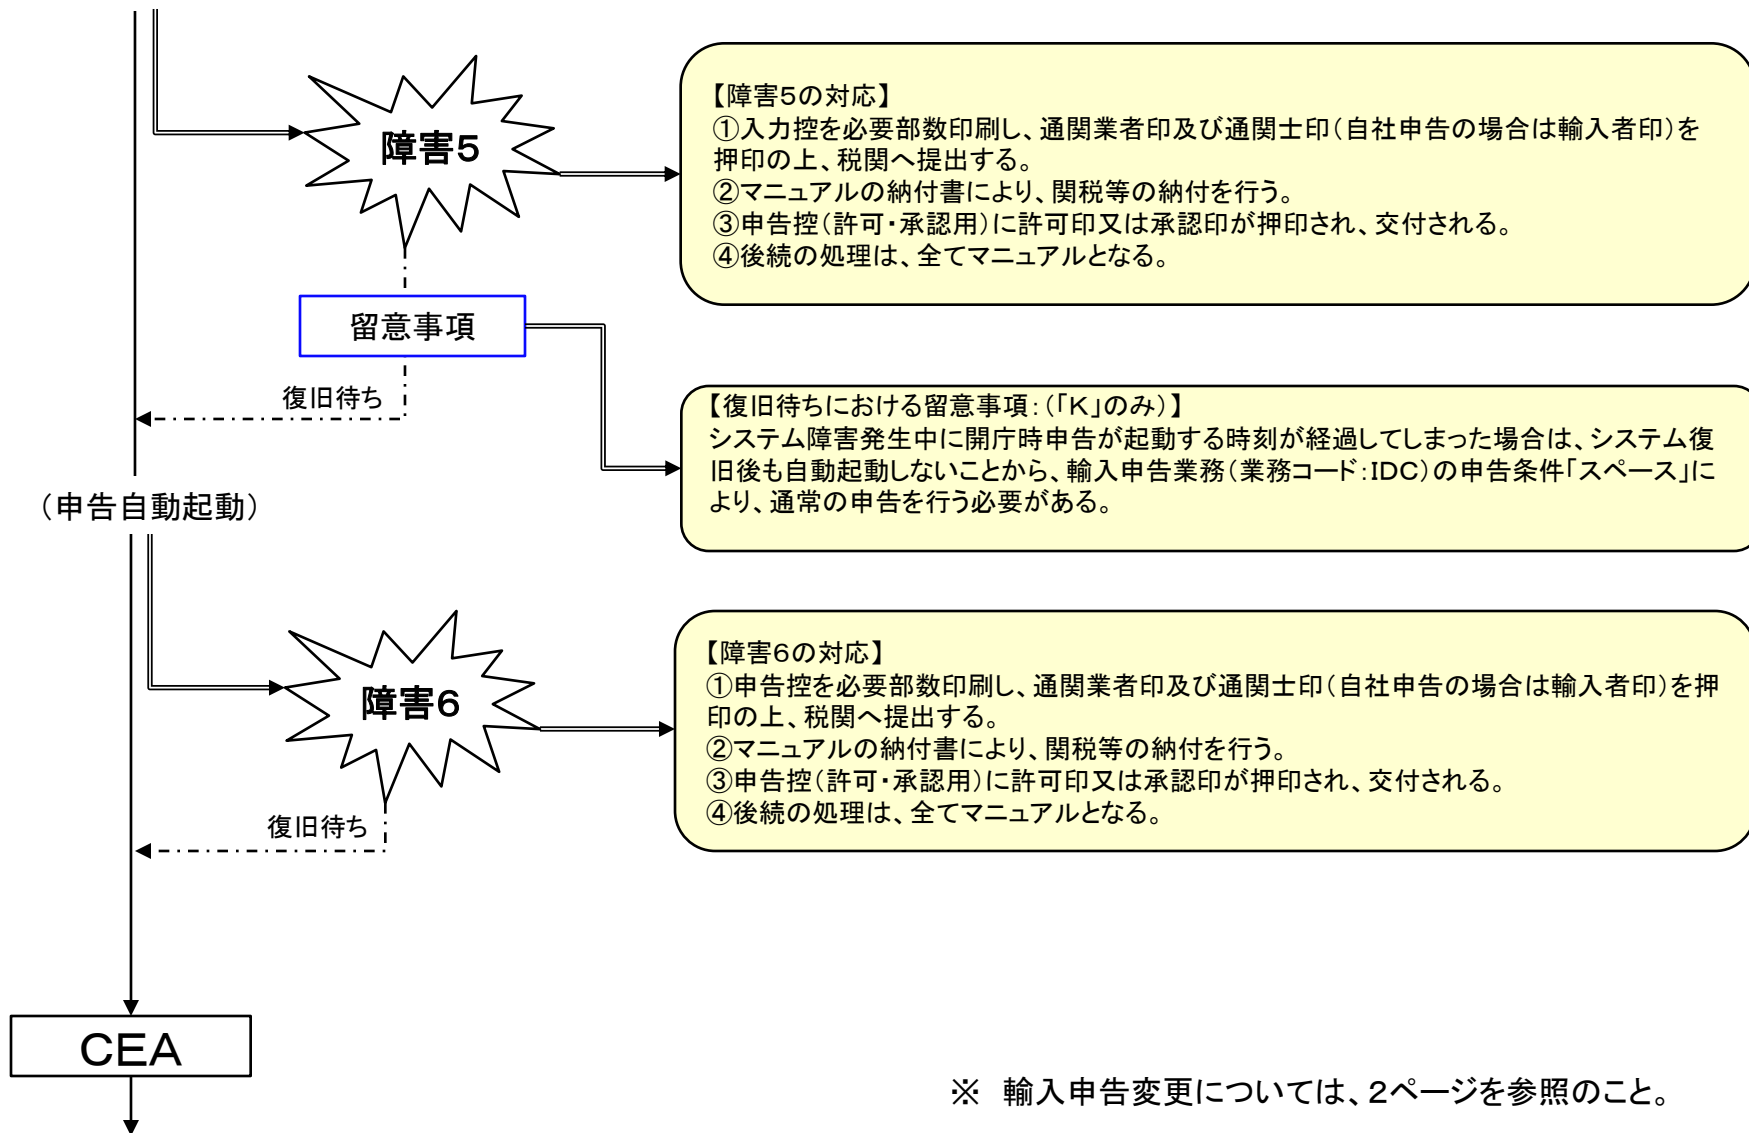 障害5
【障害5の対応】
①入力控を必要部数印刷し、通関業者印及び通関士印（自社申告の場合は輸入者印）を
押印の上、税関へ提出する。
②マニュアルの納付書により、関税等の納付を行う。
③申告控（許可・承認用）に許可印又は承認印が押印され、交付される。
④後続の処理は、全てマニュアルとなる。
留意事項
復旧待ち
【復旧待ちにおける留意事項：（「K」のみ）】
システム障害発生中に開庁時申告が起動する時刻が経過してしまった場合は、システム復
旧後も自動起動しないことから、輸入申告業務（業務コード：IDC）の申告条件「スペース」に
より、通常の申告を行う必要がある。
（申告自動起動）
障害6
【障害6の対応】
①申告控を必要部数印刷し、通関業者印及び通関士印（自社申告の場合は輸入者印）を押
印の上、税関へ提出する。
②マニュアルの納付書により、関税等の納付を行う。
③申告控（許可・承認用）に許可印又は承認印が押印され、交付される。
④後続の処理は、全てマニュアルとなる。
復旧待ち
CEA
※　輸入申告変更については、2ページを参照のこと。